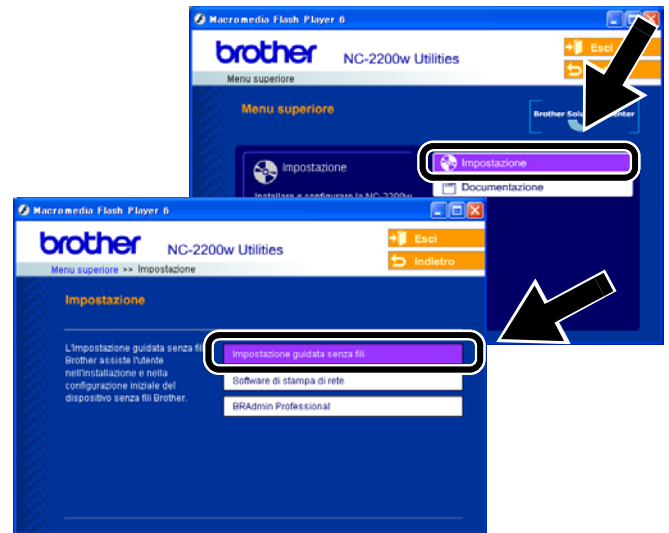 Macromedia Flash Player 6
brother
NC-2200w Utilities
Esci
Menu superiore
Menu superiore
Brother Center
Impostazione
Installare e configurare la NC-2200w
Impostazione
Documentazione
Macromedia Flash Player 6
brother
NC-2200w Utilities
Esci
Indietro
Menu superiore >> Impostazione
Impostazione
L'Impostazione guidata senza fili
Brother assiste l'utente
nell'installazione e nella
configurazione iniziale del
dispositivo senza fili Brother.
Impostazione guidata senza fili
Software di stampa di rete
BRAdmin Professional